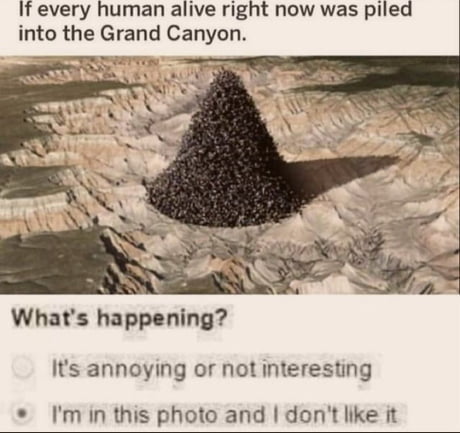 If every human alive right now was piled
into the Grand Canyon.
What's happening?
It's annoying or not interesting
I'm in this photo and I don't like it